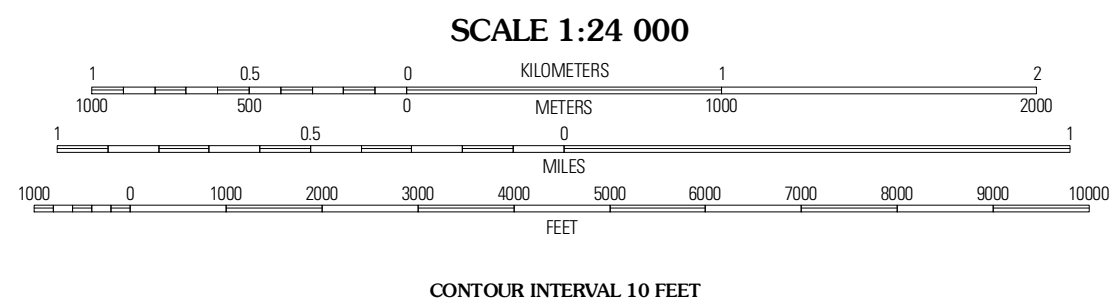 SCALE 1:24 000
1 0.5 0 KILOMETERS 1 2
1000 500 0 METERS 1000 2000
1 0.5 0 1
MILES
1000 0 1000 2000 3000 4000 5000 6000 7000 8000 9000 10000
FEET
CONTOUR INTERVAL 10 FEET